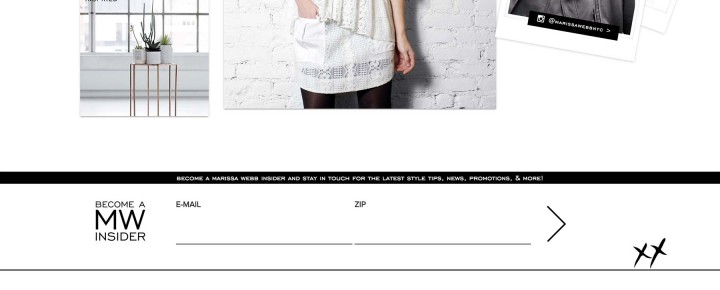 @MARISSAWEBBNYC >
BECOME A MARISSA WEBB INSIDER AND STAY IN TOUCH FOR THE LATEST STYLE TIPS, NEWS, PROMOTIONS, & MORE!
BECOME A
MW
INSIDER
E-MAIL
ZIP
XX